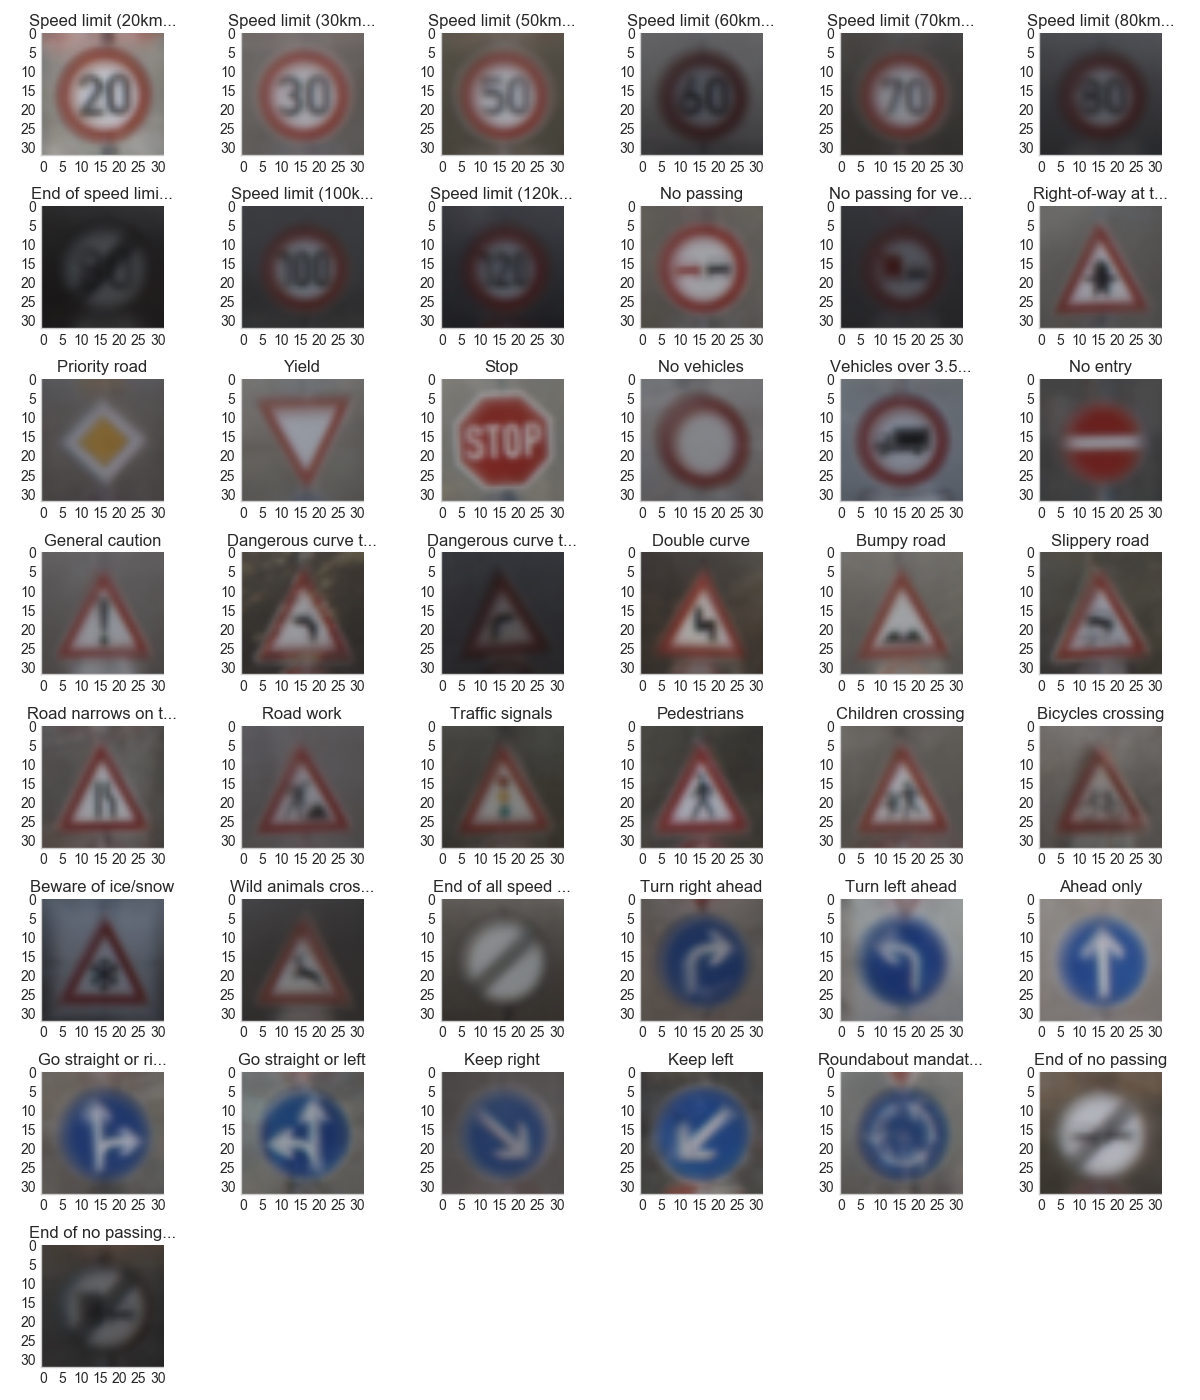 Speed limit (20km... Speed limit (30km... Speed limit (50km... Speed limit (60km... Speed limit (70km... Speed limit (80km...
0 0 0 0 0 0
5 5 5 5 5 5
10 10 10 10 10 10
15 15 15 15 15 15
20 30 50 60 70 80
20 20 20 20 20 20
25 25 25 25 25 25
30 30 30 30 30 30
0 5 10 15 20 25 30 0 5 10 15 20 25 30 0 5 10 15 20 25 30 0 5 10 15 20 25 30 0 5 10 15 20 25 30 0 5 10 15 20 25 30
End of speed limi... Speed limit (100k... Speed limit (120k... No passing No passing for ve... Right-of-way at t...
0 0 0 0 0 0
5 5 5 5 5 5
10 10 10 10 10 10
15 15 15 15 15 15
80 100 120
20 20 20 20 20 20
25 25 25 25 25 25
30 30 30 30 30 30
0 5 10 15 20 25 30 0 5 10 15 20 25 30 0 5 10 15 20 25 30 0 5 10 15 20 25 30 0 5 10 15 20 25 30 0 5 10 15 20 25 30
Priority road Yield Stop No vehicles Vehicles over 3.5... No entry
0 0 0 0 0 0
5 5 5 5 5 5
10 10 10 10 10 10
15 15 15 15 15 15
STOP
20 20 20 20 20 20
25 25 25 25 25 25
30 30 30 30 30 30
0 5 10 15 20 25 30 0 5 10 15 20 25 30 0 5 10 15 20 25 30 0 5 10 15 20 25 30 0 5 10 15 20 25 30 0 5 10 15 20 25 30
General caution Dangerous curve t... Dangerous curve t... Double curve Bumpy road Slippery road
0 0 0 0 0 0
5 5 5 5 5 5
10 10 10 10 10 10
15 15 15 15 15 15
20 20 20 20 20 20
25 25 25 25 25 25
30 30 30 30 30 30
0 5 10 15 20 25 30 0 5 10 15 20 25 30 0 5 10 15 20 25 30 0 5 10 15 20 25 30 0 5 10 15 20 25 30 0 5 10 15 20 25 30
Road narrows on t... Road work Traffic signals Pedestrians Children crossing Bicycles crossing
0 0 0 0 0 0
5 5 5 5 5 5
10 10 10 10 10 10
15 15 15 15 15 15
20 20 20 20 20 20
25 25 25 25 25 25
30 30 30 30 30 30
0 5 10 15 20 25 30 0 5 10 15 20 25 30 0 5 10 15 20 25 30 0 5 10 15 20 25 30 0 5 10 15 20 25 30 0 5 10 15 20 25 30
Beware of ice/snow Wild animals cros... End of all speed ... Turn right ahead Turn left ahead Ahead only
0 0 0 0 0 0
5 5 5 5 5 5
10 10 10 10 10 10
15 15 15 15 15 15
20 20 20 20 20 20
25 25 25 25 25 25
30 30 30 30 30 30
0 5 10 15 20 25 30 0 5 10 15 20 25 30 0 5 10 15 20 25 30 0 5 10 15 20 25 30 0 5 10 15 20 25 30 0 5 10 15 20 25 30
Go straight or ri... Go straight or left Keep right Keep left Roundabout mandat... End of no passing
0 0 0 0 0 0
5 5 5 5 5 5
10 10 10 10 10 10
15 15 15 15 15 15
20 20 20 20 20 20
25 25 25 25 25 25
30 30 30 30 30 30
0 5 10 15 20 25 30 0 5 10 15 20 25 30 0 5 10 15 20 25 30 0 5 10 15 20 25 30 0 5 10 15 20 25 30 0 5 10 15 20 25 30
End of no passing...
0
5
10
15
20
25
30
0 5 10 15 20 25 30